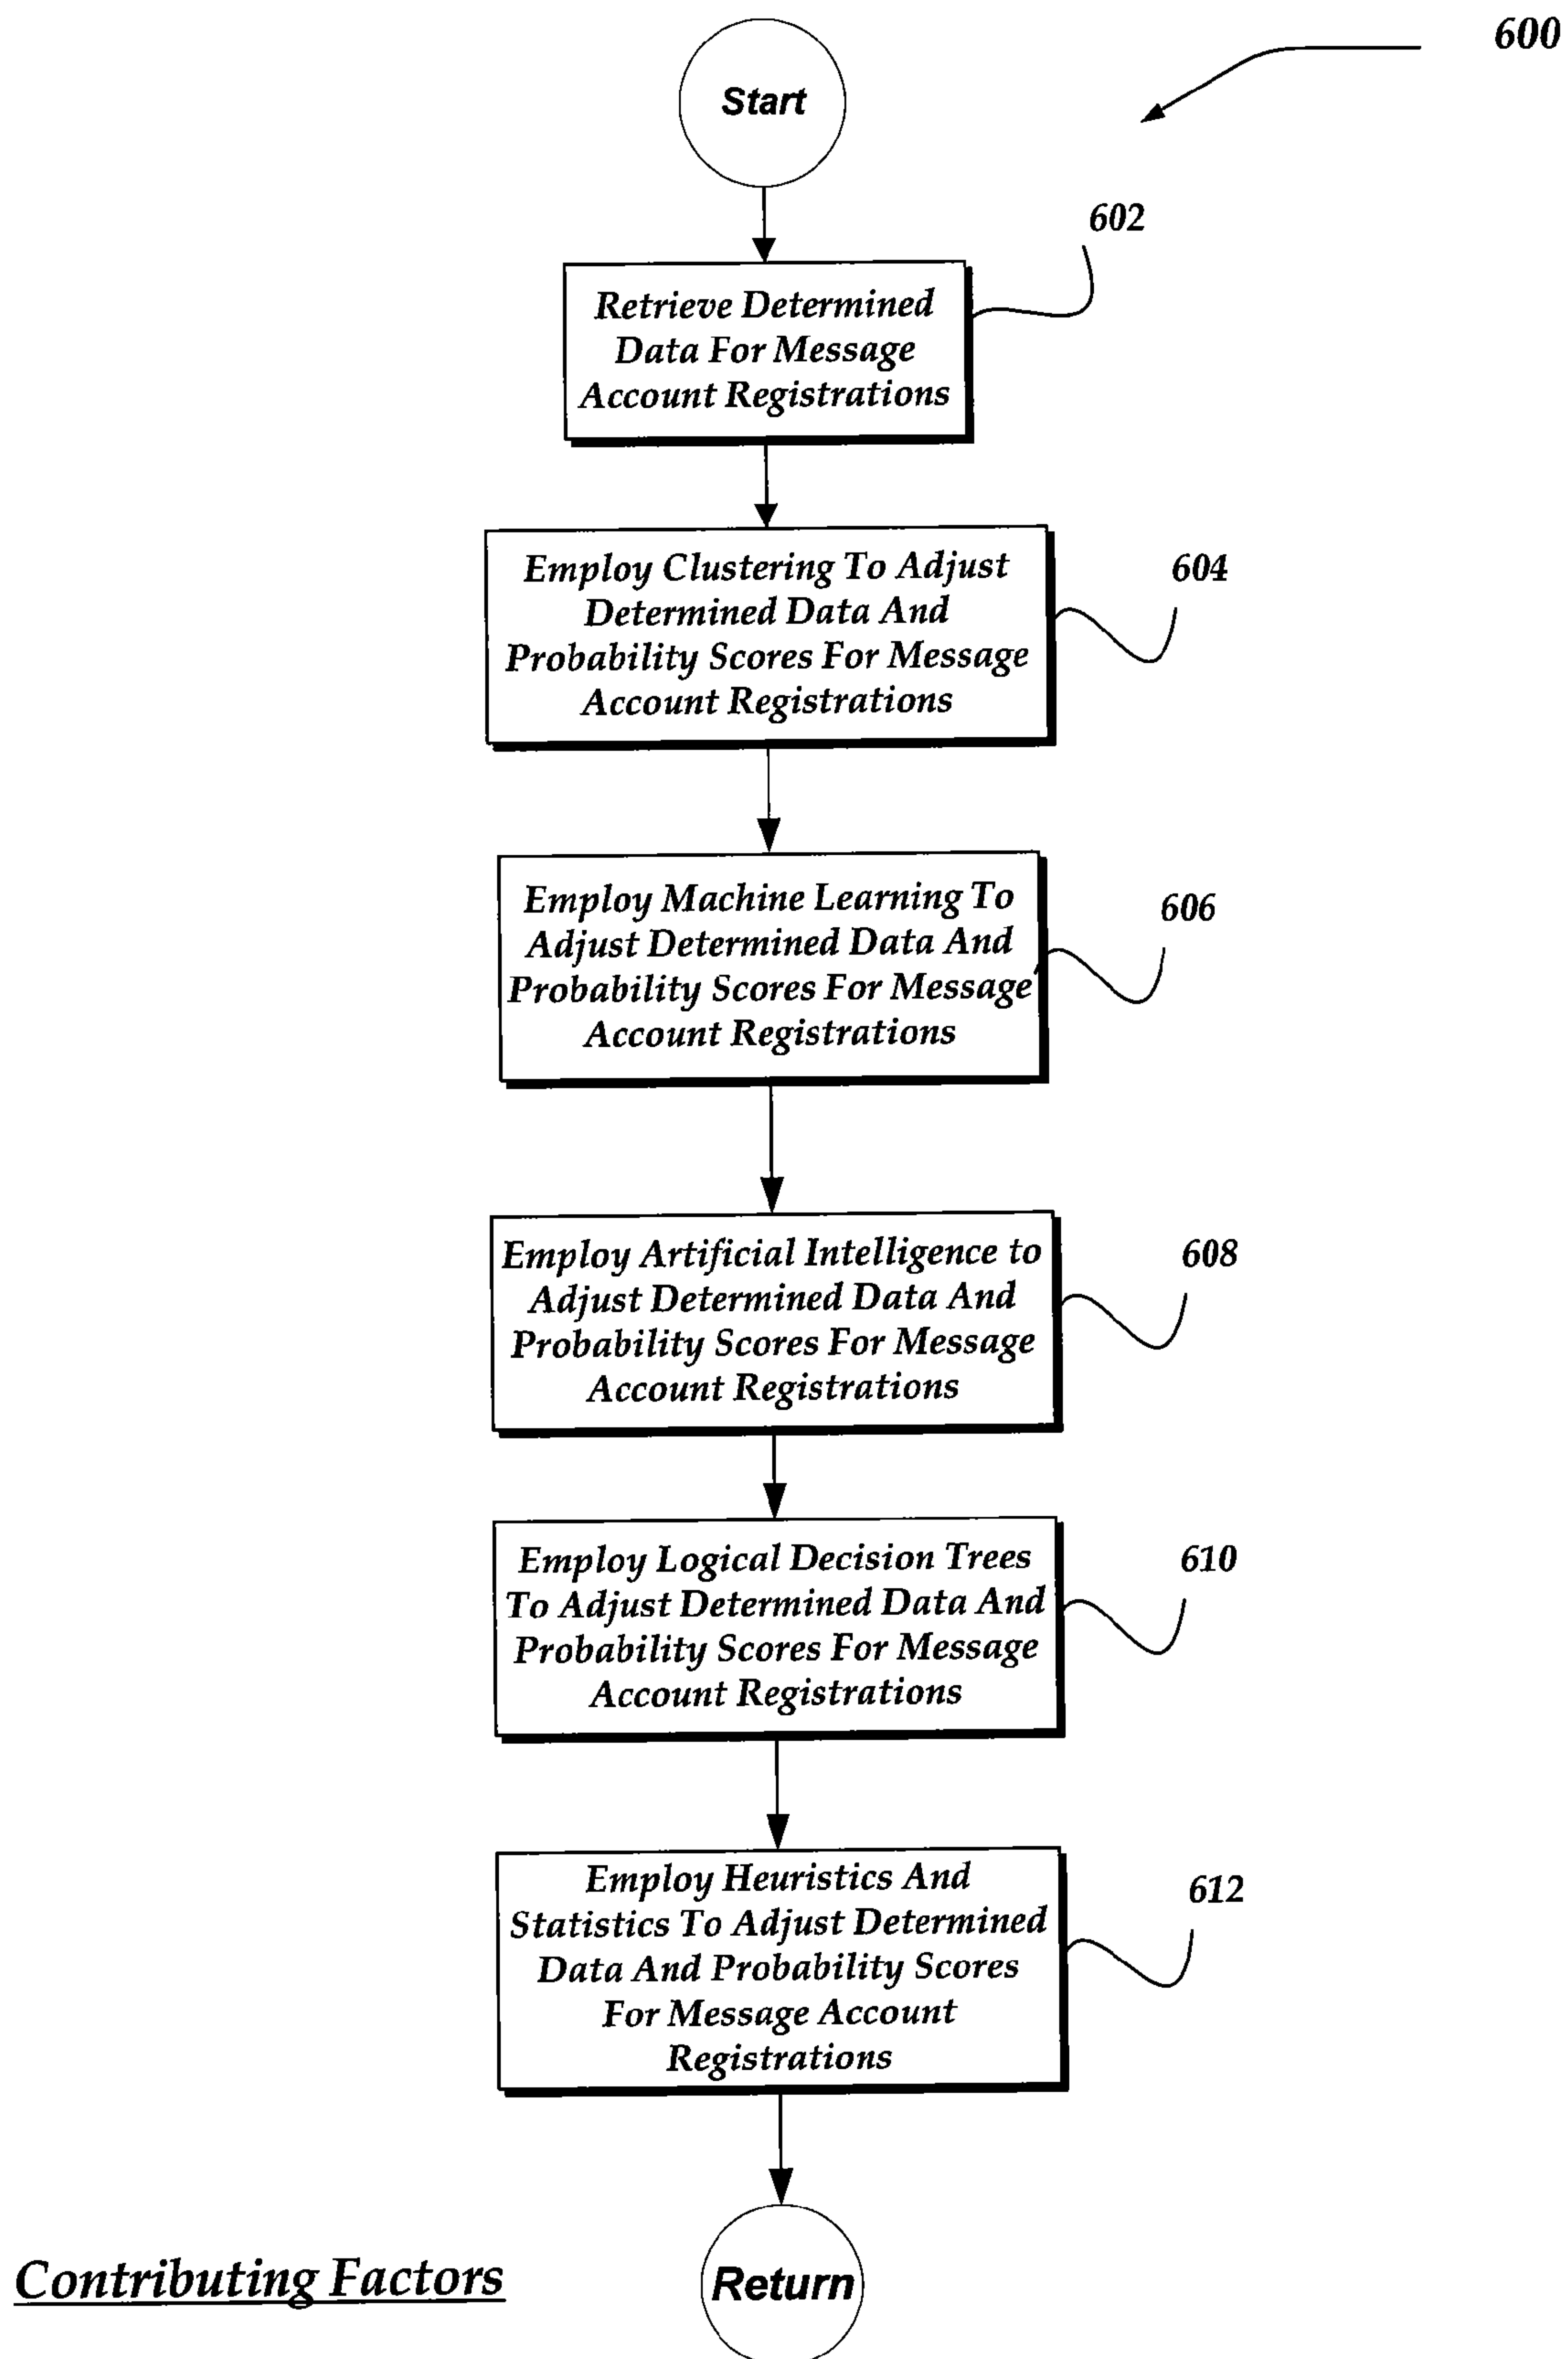 600
Start
602
Retrieve Determined
Data For Message
Account Registrations
604
Employ Clustering To Adjust
Determined Data And
Probability Scores For Message
Account Registrations
606
Employ Machine Learning To
Adjust Determined Data And
Probability Scores For Message
Account Registrations
608
Employ Artificial Intelligence to
Adjust Determined Data And
Probability Scores For Message
Account Registrations
610
Employ Logical Decision Trees
To Adjust Determined Data And
Probability Scores For Message
Account Registrations
612
Employ Heuristics And
Statistics To Adjust Determined
Data And Probability Scores
For Message Account
Registrations
Contributing Factors
Return